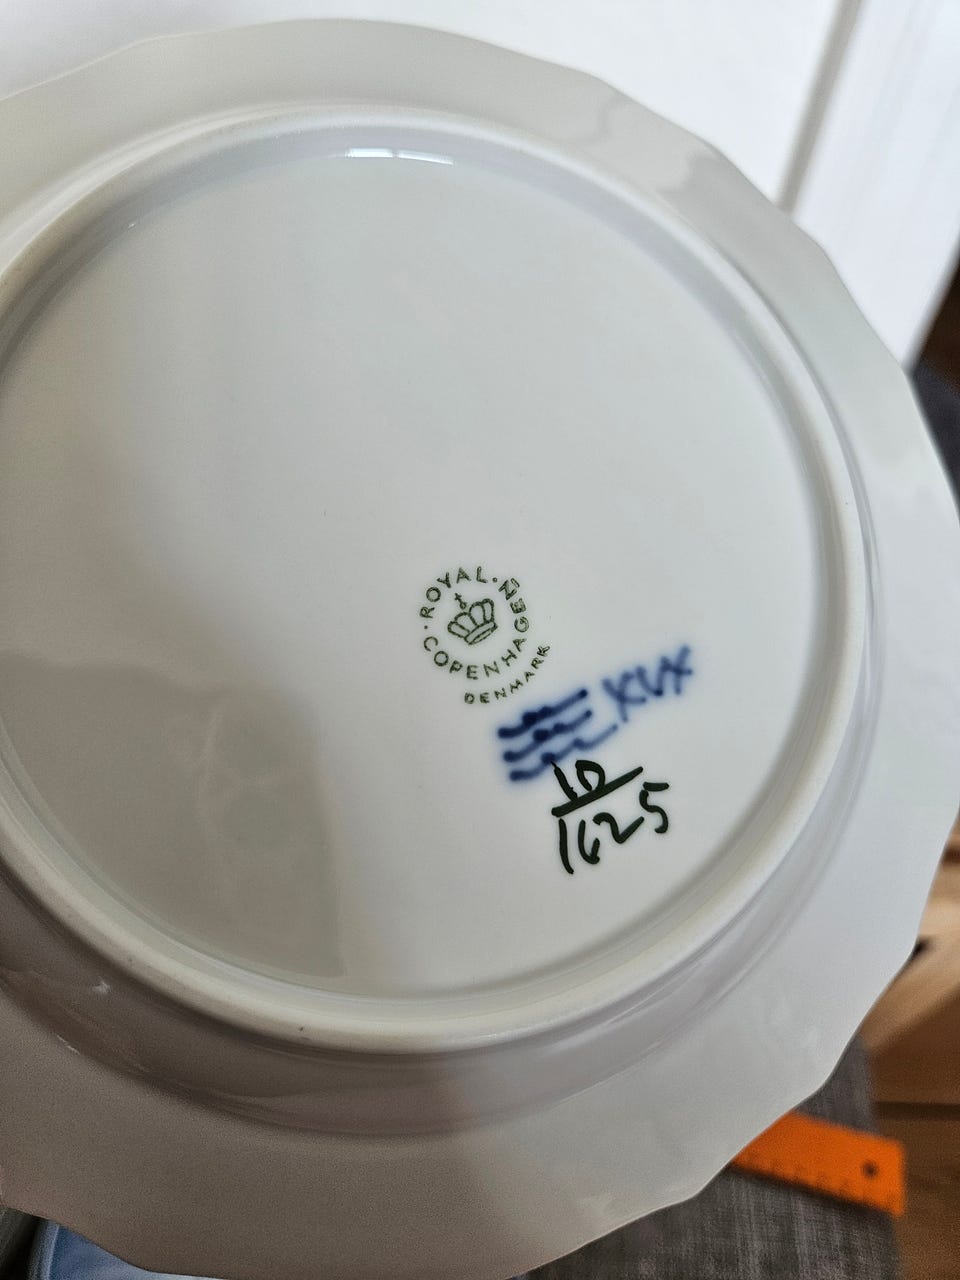 ROYAL COPENHAGEN
DENMARK
XVX
10
1625